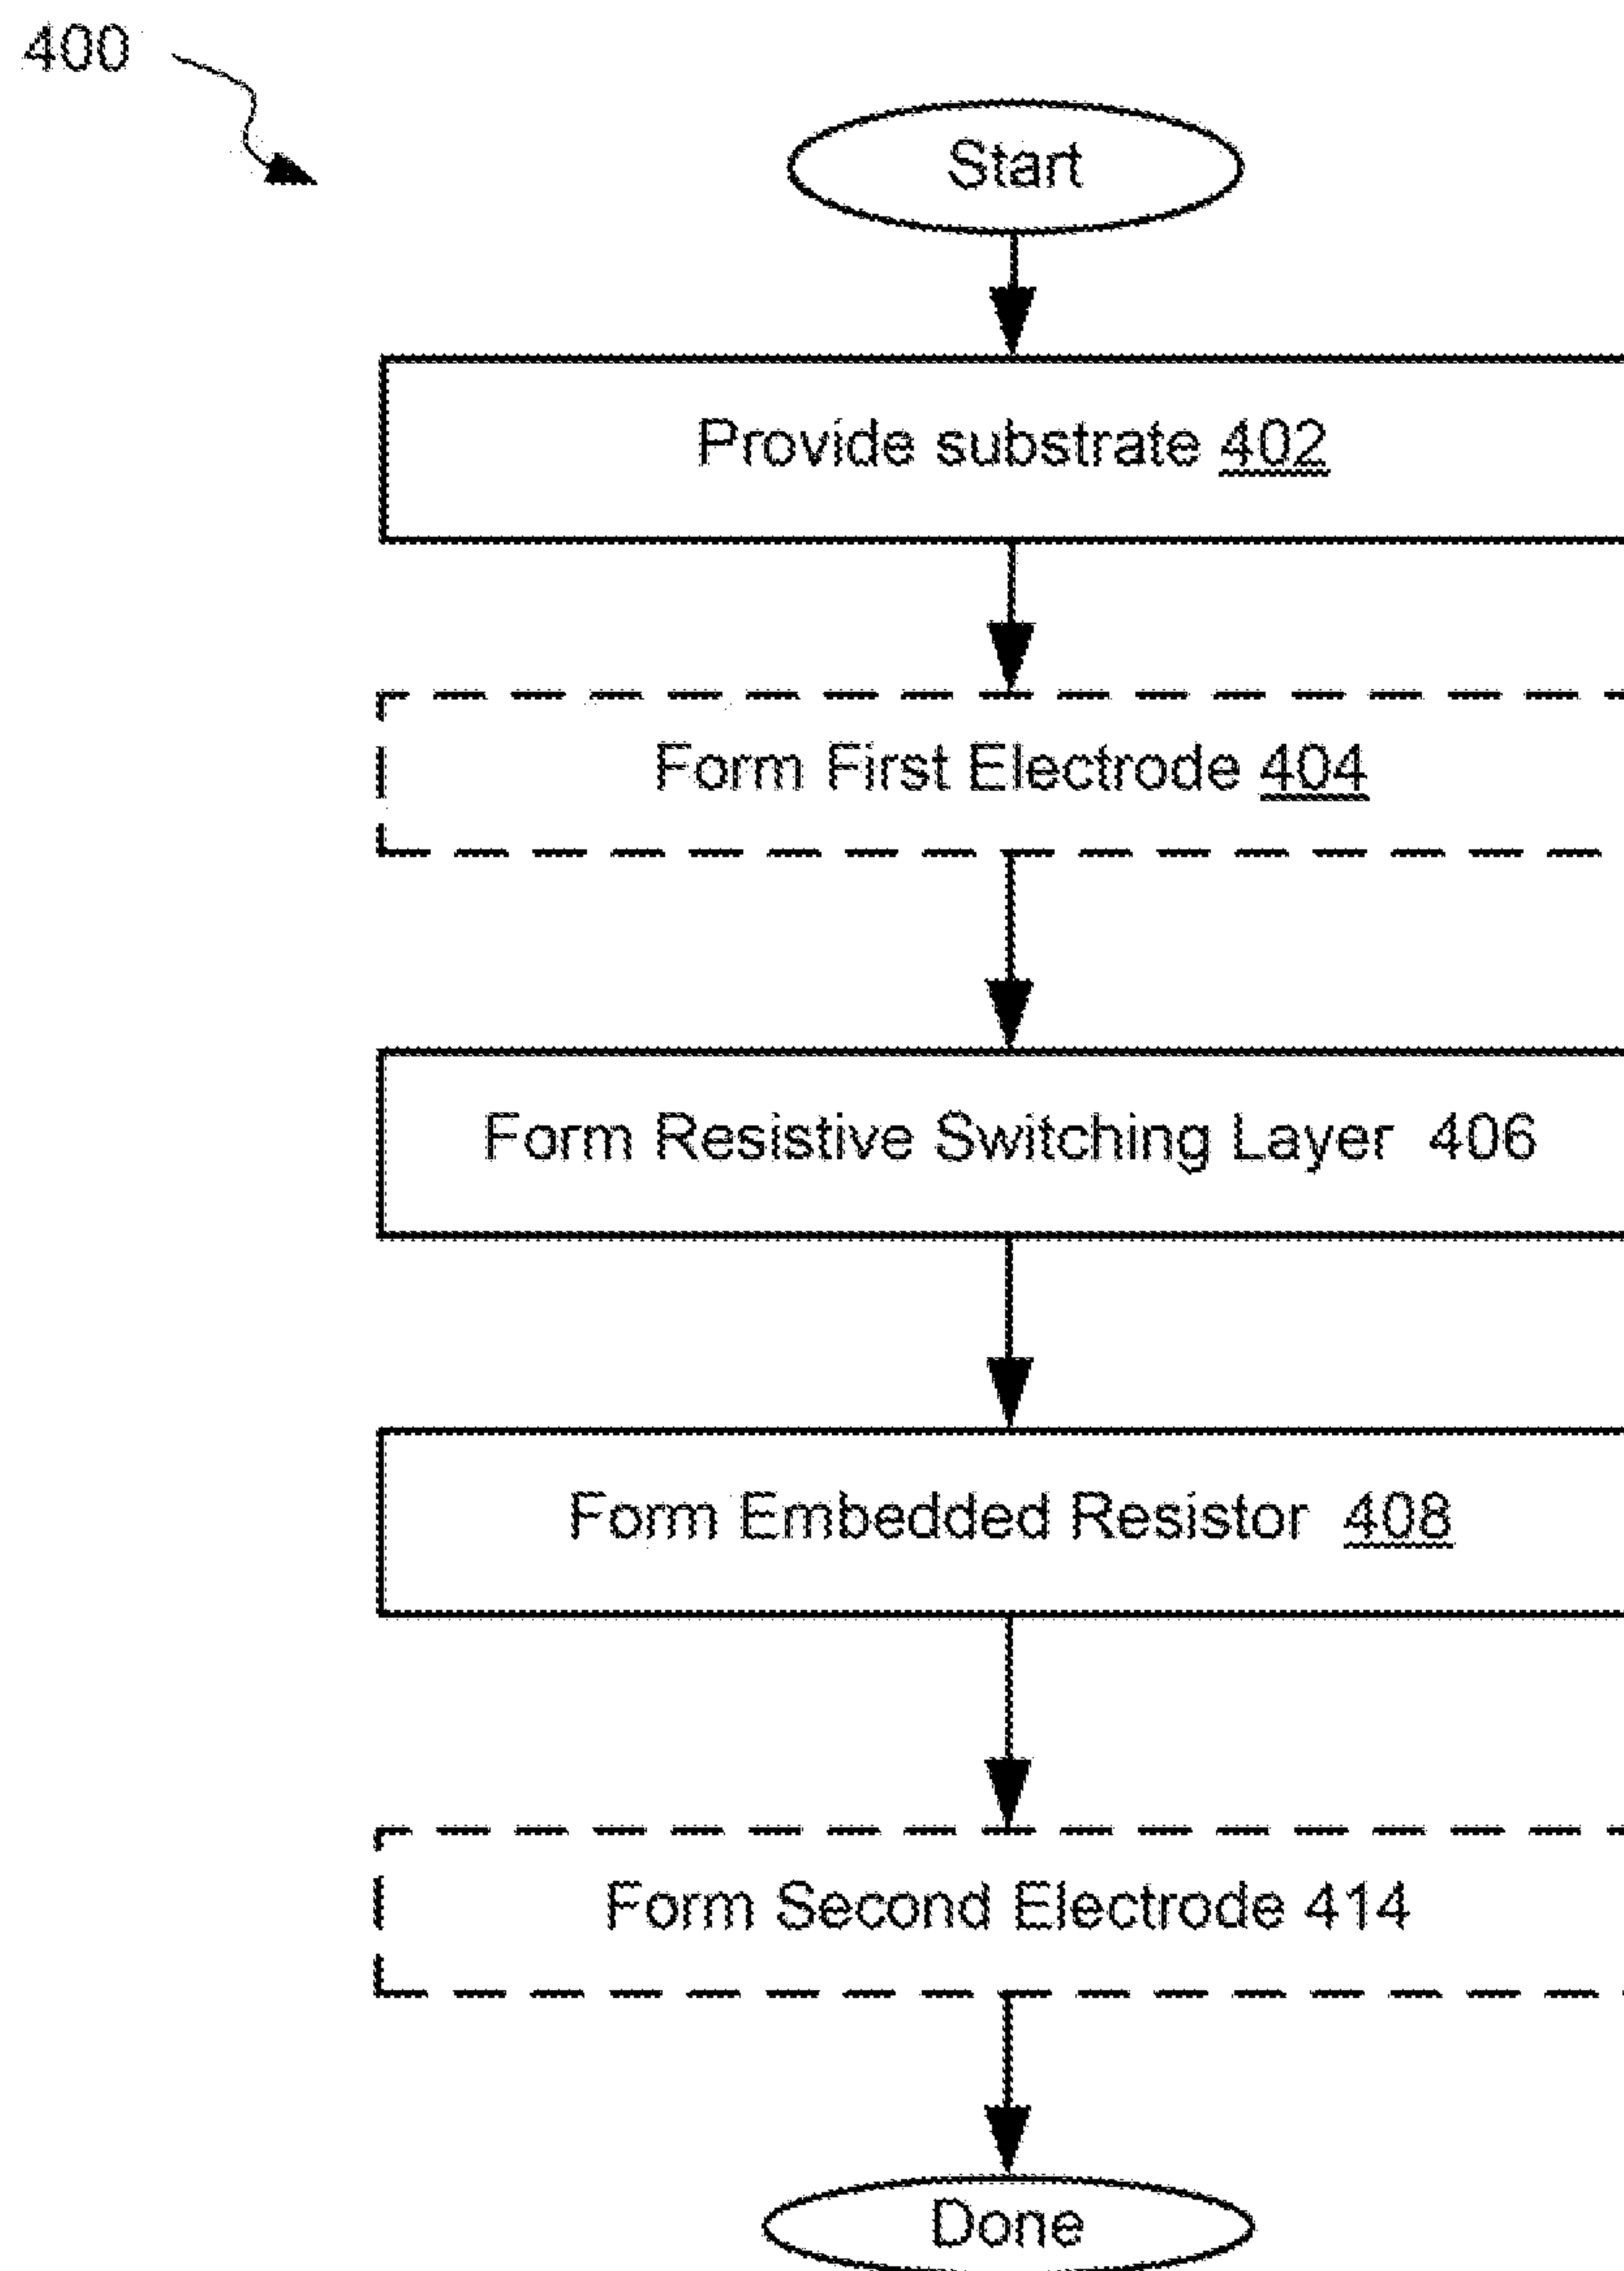 400
Start
Provide substrate 402
Form First Electrode 404
Form Resistive Switching Layer 406
Form Embedded Resistor 408
Form Second Electrode 414
Done